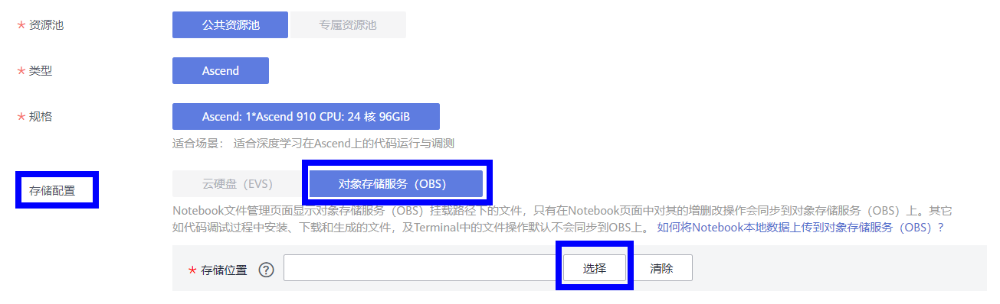 * 资源池 公共资源池 专属资源池
* 类型 Ascend
* 规格 Ascend: 1*Ascend 910 CPU: 24 核 96GiB
适合场景： 适合深度学习在Ascend上的代码运行与调测
存储配置 云硬盘（EVS） 对象存储服务（OBS）
Notebook文件管理页面显示对象存储服务（OBS）挂载路径下的文件，只有在Notebook页面中对其的增删改操作会同步到对象存储服务（OBS）上。其它
如代码调试过程中安装、下载和生成的文件，及Terminal中的文件操作默认不会同步到OBS上。 如何将Notebook本地数据上传到对象存储服务（OBS）?
* 存储位置 ? 选择 清除